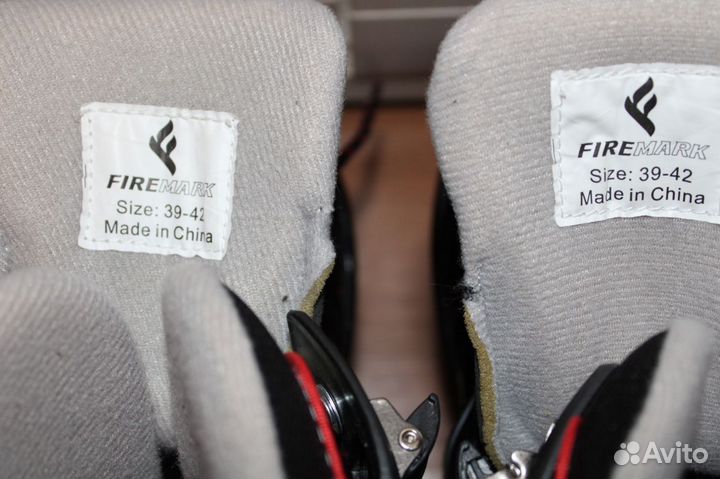 FIREMARK
Size: 39-42
Made in China
FIREMARK
Size: 39-42
Made in China
Avito